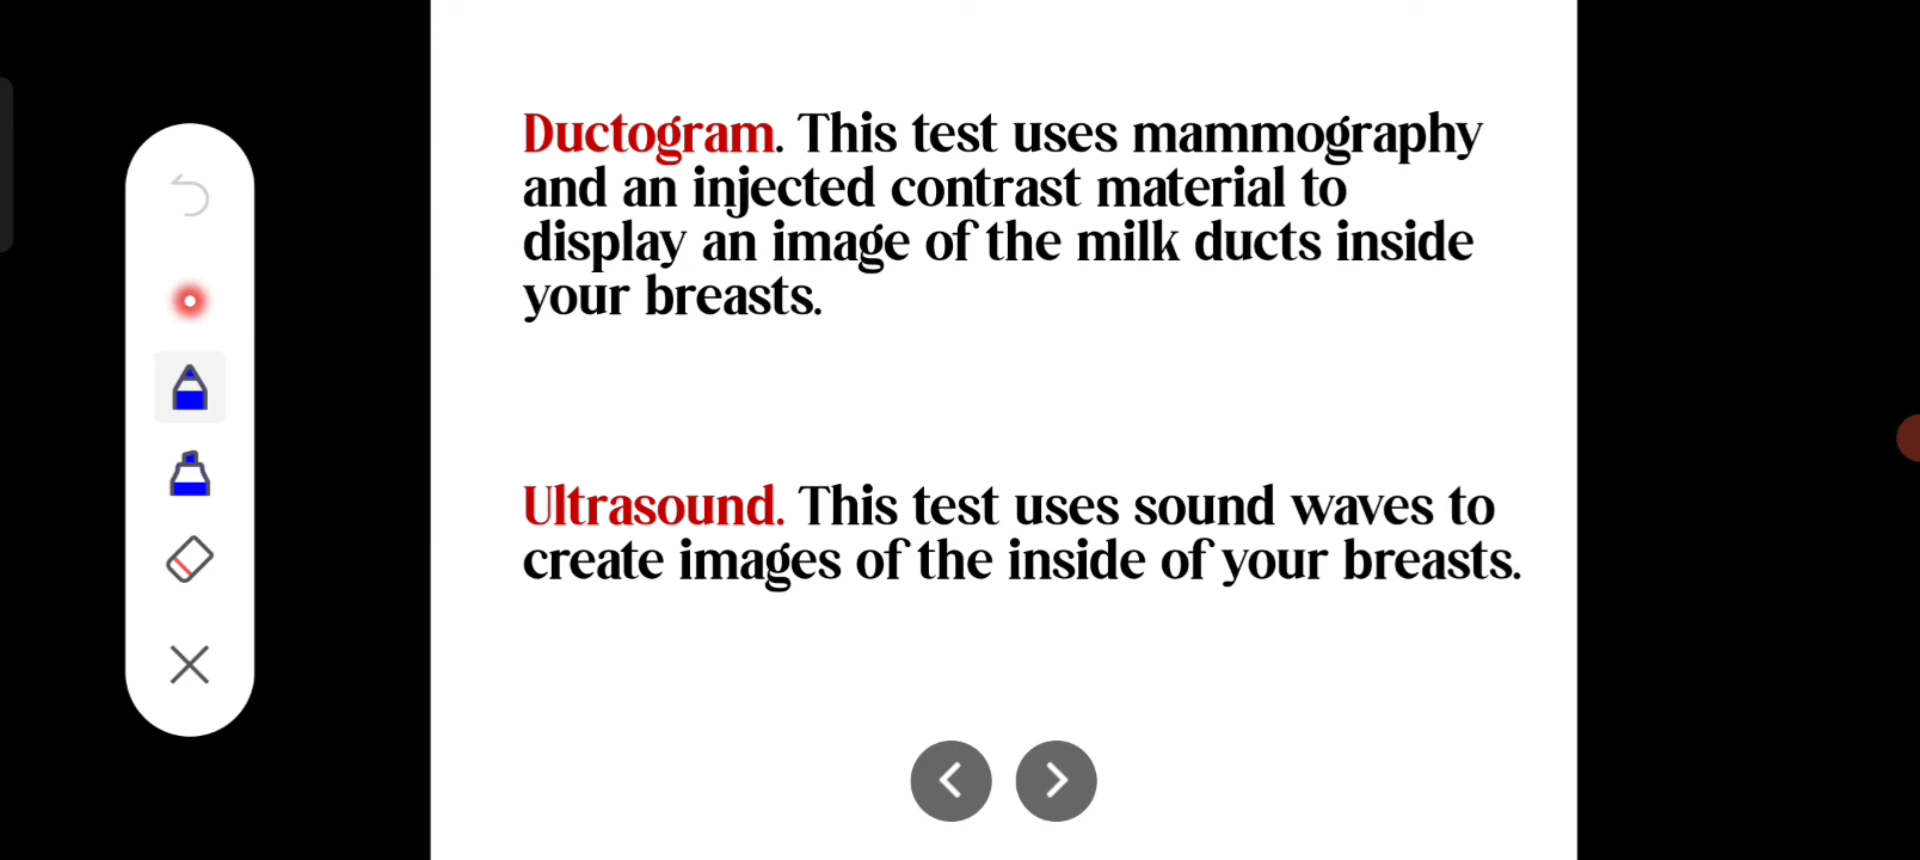 Ductogram. This test uses mammography
and an injected contrast material to
display an image of the milk ducts inside
your breasts.
Ultrasound. This test uses sound waves to
create images of the inside of your breasts.